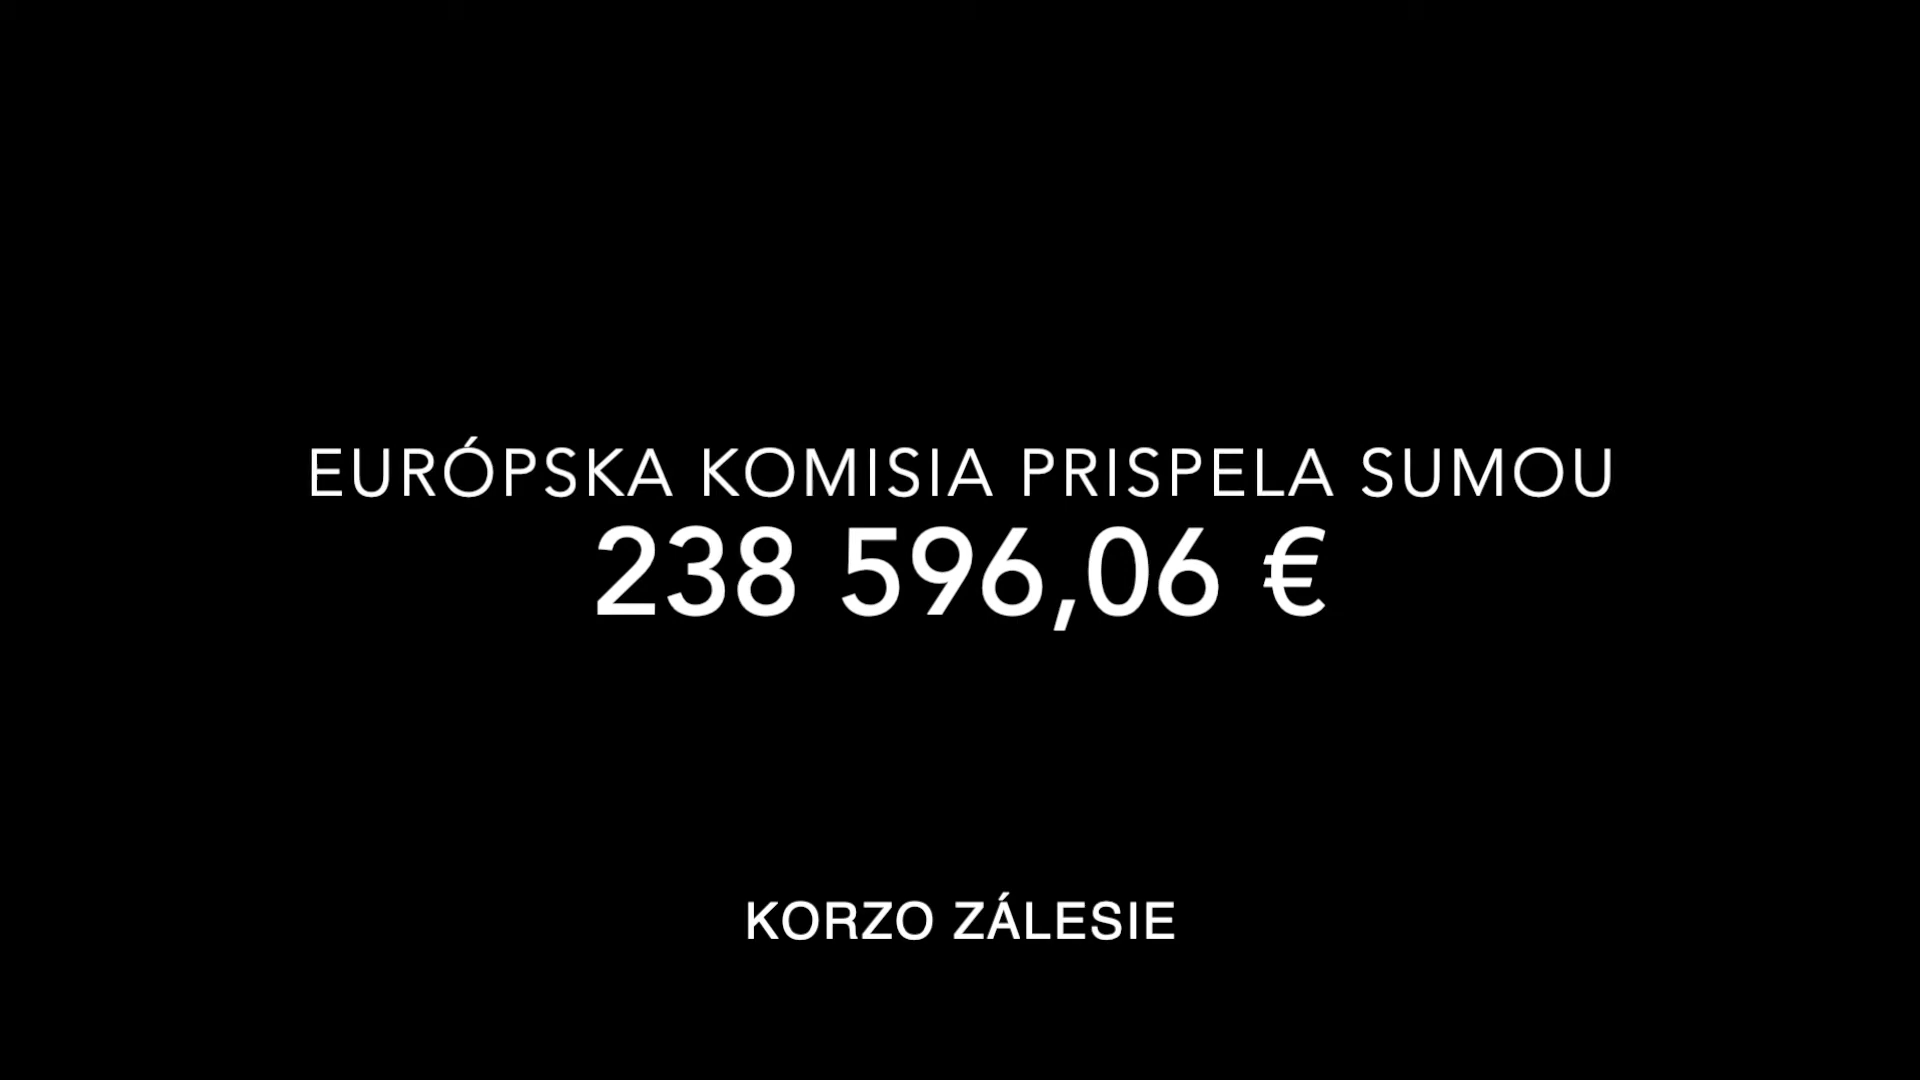 EURÓPSKA KOMISIA PRISPELA SUMOU
238 596,06 €
KORZO ZÁLESIE